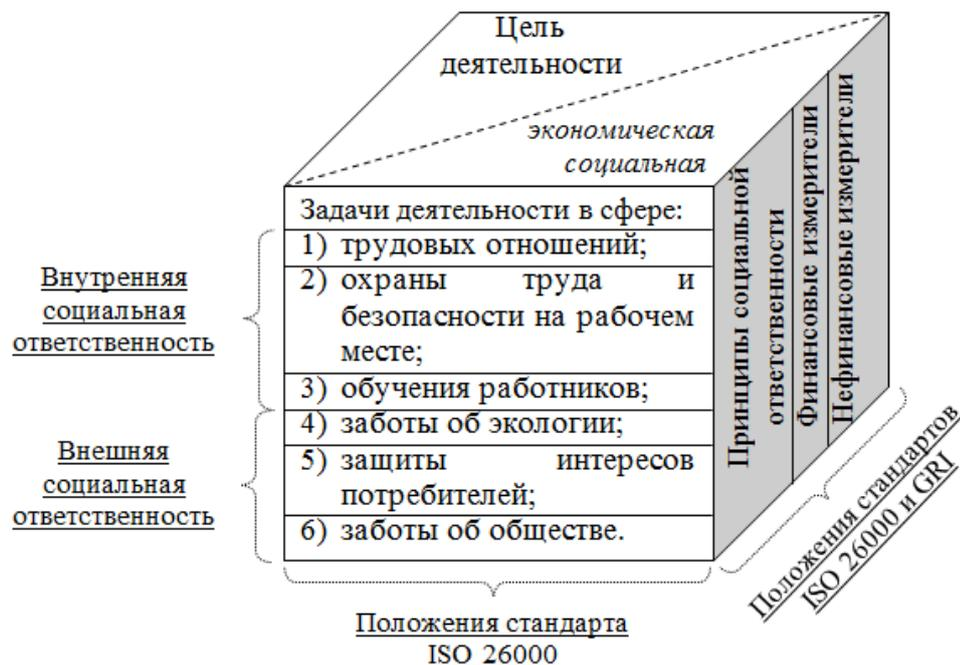 Цель
деятельности
экономическая
социальная
Задачи деятельности в сфере:
1) трудовых отношений;
2) охраны труда и
безопасности на рабочем
месте;
3) обучения работников;
4) заботы об экологии;
5) защиты интересов
потребителей;
6) заботы об обществе.
Внутренняя
социальная
ответственность
Внешняя
социальная
ответственность
Принципы социальной
ответственности
Финансовые измерители
Нефинансовые измерители
Положения стандарта
ISO 26000
Положения стандартов
ISO 26000 и GRI